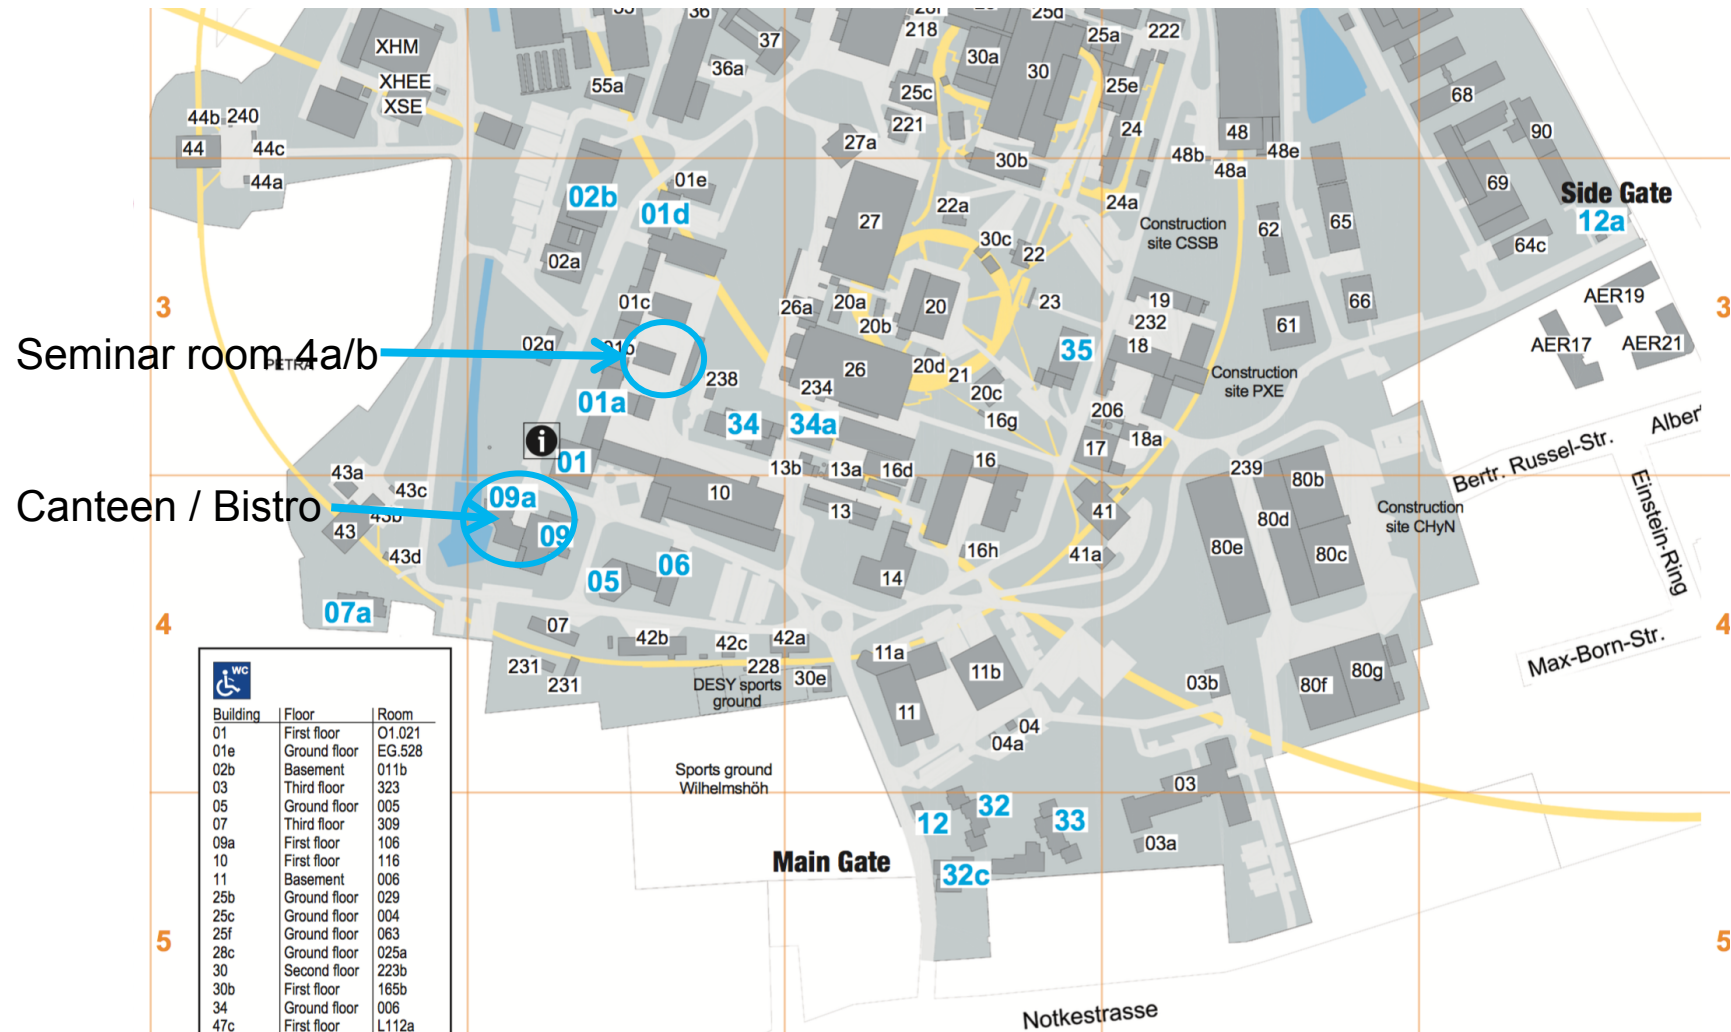 36
25d
218
37
25a
222
XHM
30a
30
36a
XHEE
55a
25c
25e
68
XSE
44b
240
221
24
48
90
44
44c
27a
30b
48b
48e
48a
44a
01e
69
02b
01d
22a
24a
Side Gate
12a
27
62
65
Construction
site CSSB
30c
22
64c
02a
3
01c
26a
20a
20
23
19
66
AER19
3
20b
232
61
Seminar room 4a/b
PETRA
02g
01b
35
18
AER17
AER21
238
234
26
20d
21
20c
Construction
site PXE
01a
34
34a
16g
206
Alber
i
17
18a
Bertr. Russel-Str.
01
13b
13a
16d
16
239
80b
43a
43c
Canteen / Bistro
09a
10
13
41
80d
Construction
site CHyN
Einstein-Ring
43b
43
09
43d
16h
41a
80e
80c
05
06
14
07a
4
07
42b
42c
42a
11a
4
Max-Born-Str.
231
231
228
30e
11b
03b
80f
80g
DESY sports
ground
11
04
04a
Sports ground
Wilhelmshöh
03
12
32
33
03a
Main Gate
32c
5
5
Notkestrasse
WC
Building Floor Room
01 First floor O1.021
01e Ground floor EG.528
02b Basement 011b
03 Third floor 323
05 Ground floor 005
07 Third floor 309
09a First floor 106
10 First floor 116
11 Basement 006
25b Ground floor 029
25c Ground floor 004
25f Ground floor 063
28c Ground floor 025a
30 Second floor 223b
30b First floor 165b
34 Ground floor 006
47c First floor L112a